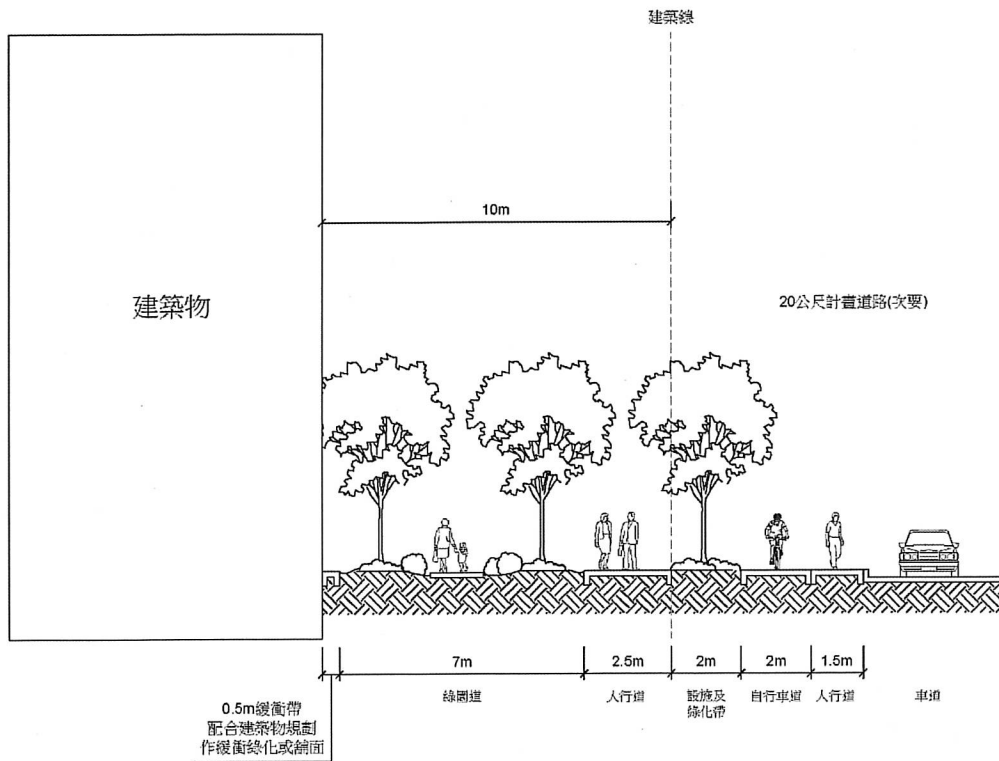 建築線
10m
建築物
20公尺計畫道路(次要)
7m
2.5m
2m
2m
1.5m
綠園道
人行道
設施及
綠化帶
自行車道
人行道
車道
0.5m緩衝帶
配合建築物規劃
作緩衝綠化或舖面